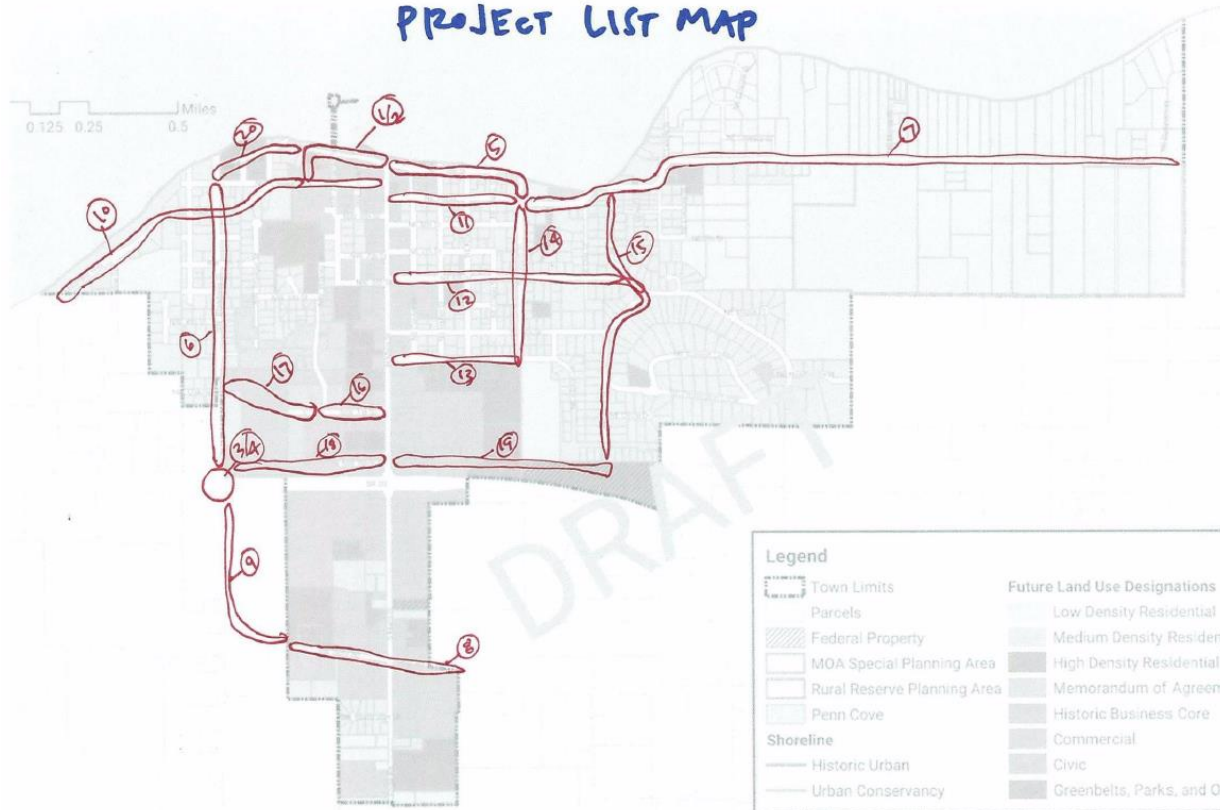 PROJECT LIST MAP
Miles
0.125 0.25 0.5
20
1/2
5
7
10
11
14
15
12
6
13
17
16
3/4
18
19
9
8
DRAFT
Legend
Town Limits
Parcels
Federal Property
MOA Special Planning Area
Rural Reserve Planning Area
Penn Cove
Shoreline
Historic Urban
Urban Conservancy
Future Land Use Designations
Low Density Residential
Medium Density Residen
High Density Residential
Memorandum of Agreem
Historic Business Core
Commercial
Civic
Greenbelts, Parks, and O